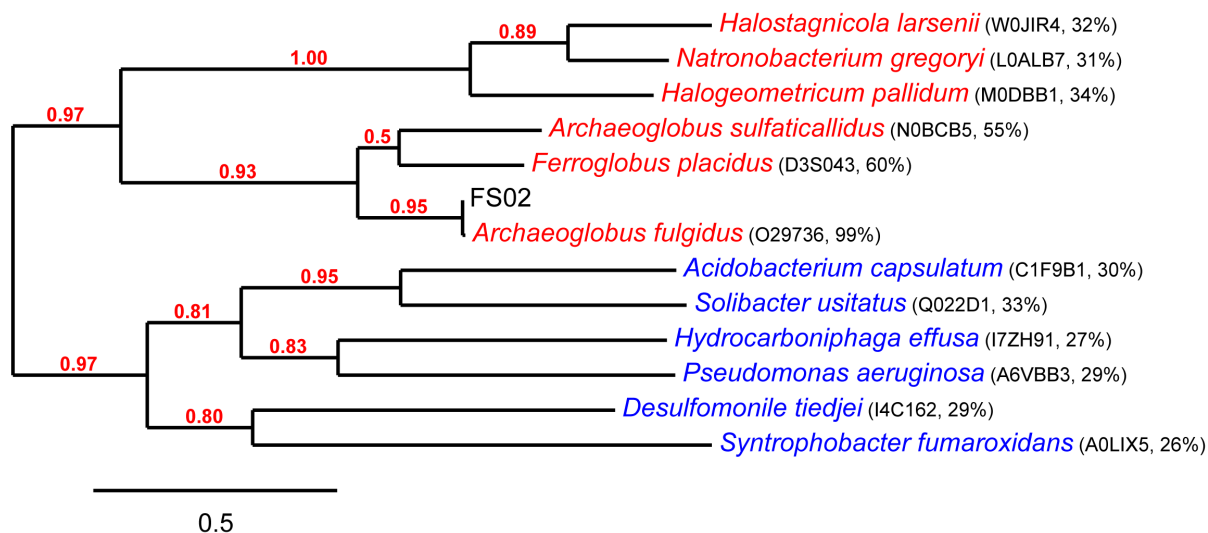 Halostagnicola larsenii (W0JIR4, 32%)
0.89
Natronobacterium gregoryi (L0ALB7, 31%)
1.00
Halogeometricum pallidum (M0DBB1, 34%)
0.97
Archaeoglobus sulfaticallidus (N0BCB5, 55%)
0.5
Ferroglobus placidus (D3S043, 60%)
0.93
FS02
0.95
Archaeoglobus fulgidus (O29736, 99%)
Acidobacterium capsulatum (C1F9B1, 30%)
0.95
Solibacter usitatus (Q022D1, 33%)
0.81
Hydrocarboniphaga effusa (I7ZH91, 27%)
0.83
Pseudomonas aeruginosa (A6VBB3, 29%)
0.97
Desulfomonile tiedjei (I4C162, 29%)
0.80
Syntrophobacter fumaroxidans (A0LIX5, 26%)
0.5